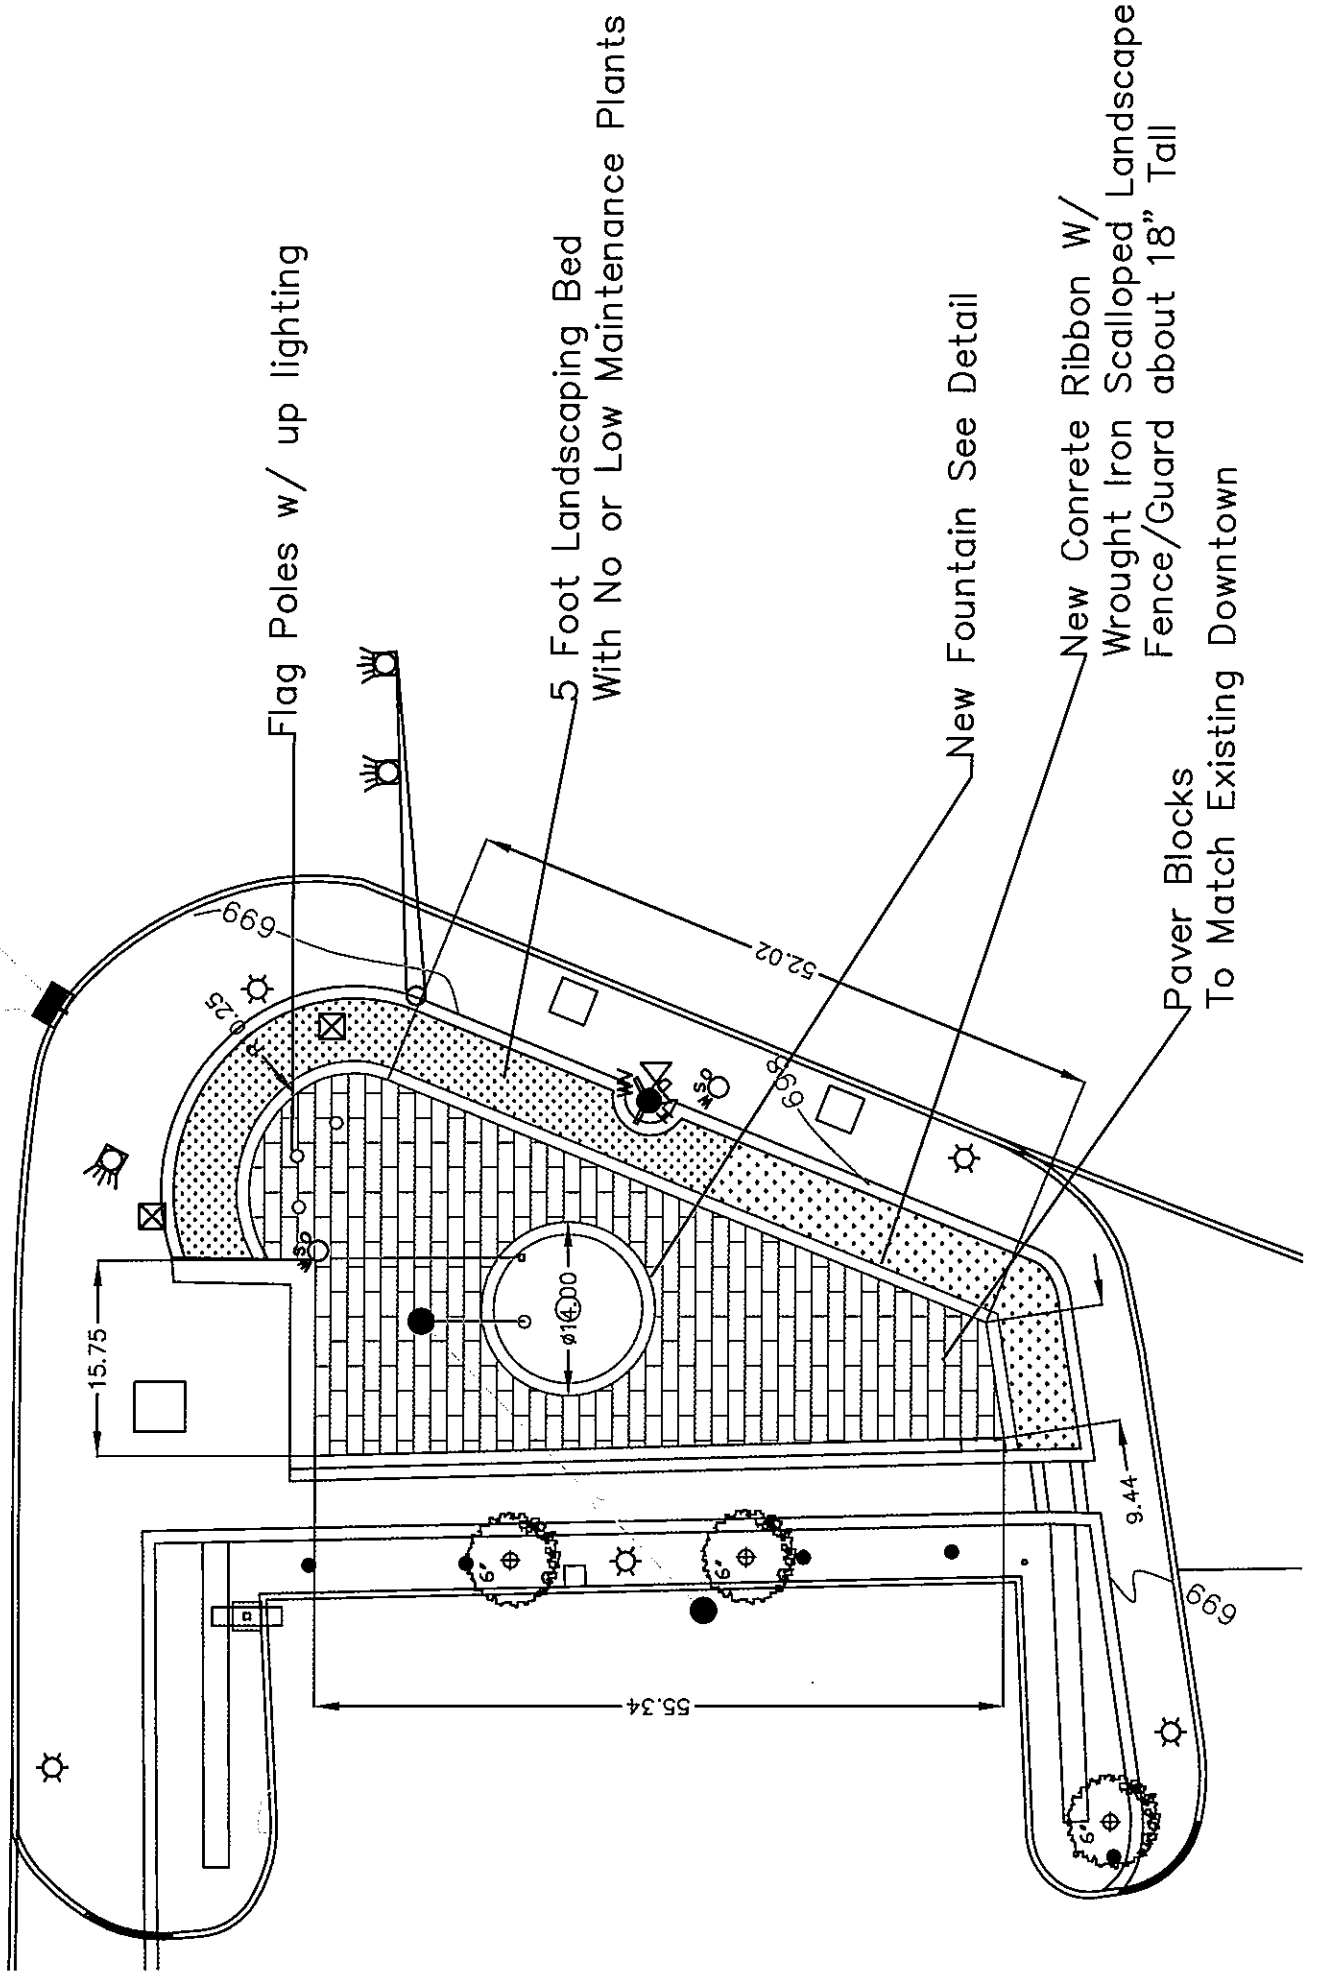 Flag Poles w/ up lighting
5 Foot Landscaping Bed
With No or Low Maintenance Plants
New Fountain See Detail
New Conrete Ribbon W/
Wrought Iron Scalloped Landscape
Fence/Guard about 18" Tall
Paver Blocks
To Match Existing Downtown
699
52.02
WV
W S O
698
699
15.75
W S O
ø14.00
9.44
6'
6'
699
55.34
6'